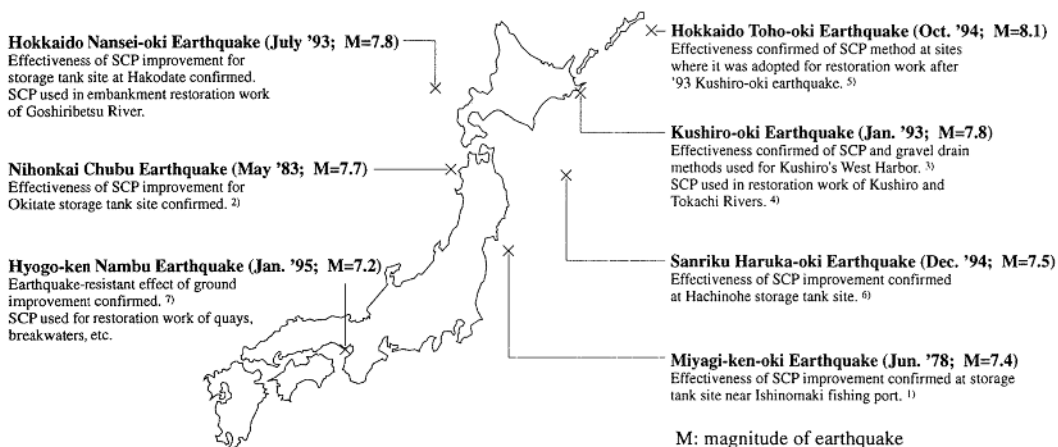 Hokkaido Nansei-oki Earthquake (July '93; M=7.8)
Effectiveness of SCP improvement for
storage tank site at Hakodate confirmed.
SCP used in embankment restoration work
of Goshiribetsu River.
Nihonkai Chubu Earthquake (May '83; M=7.7)
Effectiveness of SCP improvement for
Okitate storage tank site confirmed. 2)
Hyogo-ken Nambu Earthquake (Jan. '95; M=7.2)
Earthquake-resistant effect of ground
improvement confirmed. 7)
SCP used for restoration work of quays,
breakwaters, etc.
Hokkaido Toho-oki Earthquake (Oct. '94; M=8.1)
Effectiveness confirmed of SCP method at sites
where it was adopted for restoration work after
'93 Kushiro-oki earthquake. 5)
Kushiro-oki Earthquake (Jan. '93; M=7.8)
Effectiveness confirmed of SCP and gravel drain
methods used for Kushiro's West Harbor. 3)
SCP used in restoration work of Kushiro and
Tokachi Rivers. 4)
Sanriku Haruka-oki Earthquake (Dec. '94; M=7.5)
Effectiveness of SCP improvement confirmed
at Hachinohe storage tank site. 6)
Miyagi-ken-oki Earthquake (Jun. '78; M=7.4)
Effectiveness of SCP improvement confirmed at storage
tank site near Ishinomaki fishing port. 1)
M: magnitude of earthquake